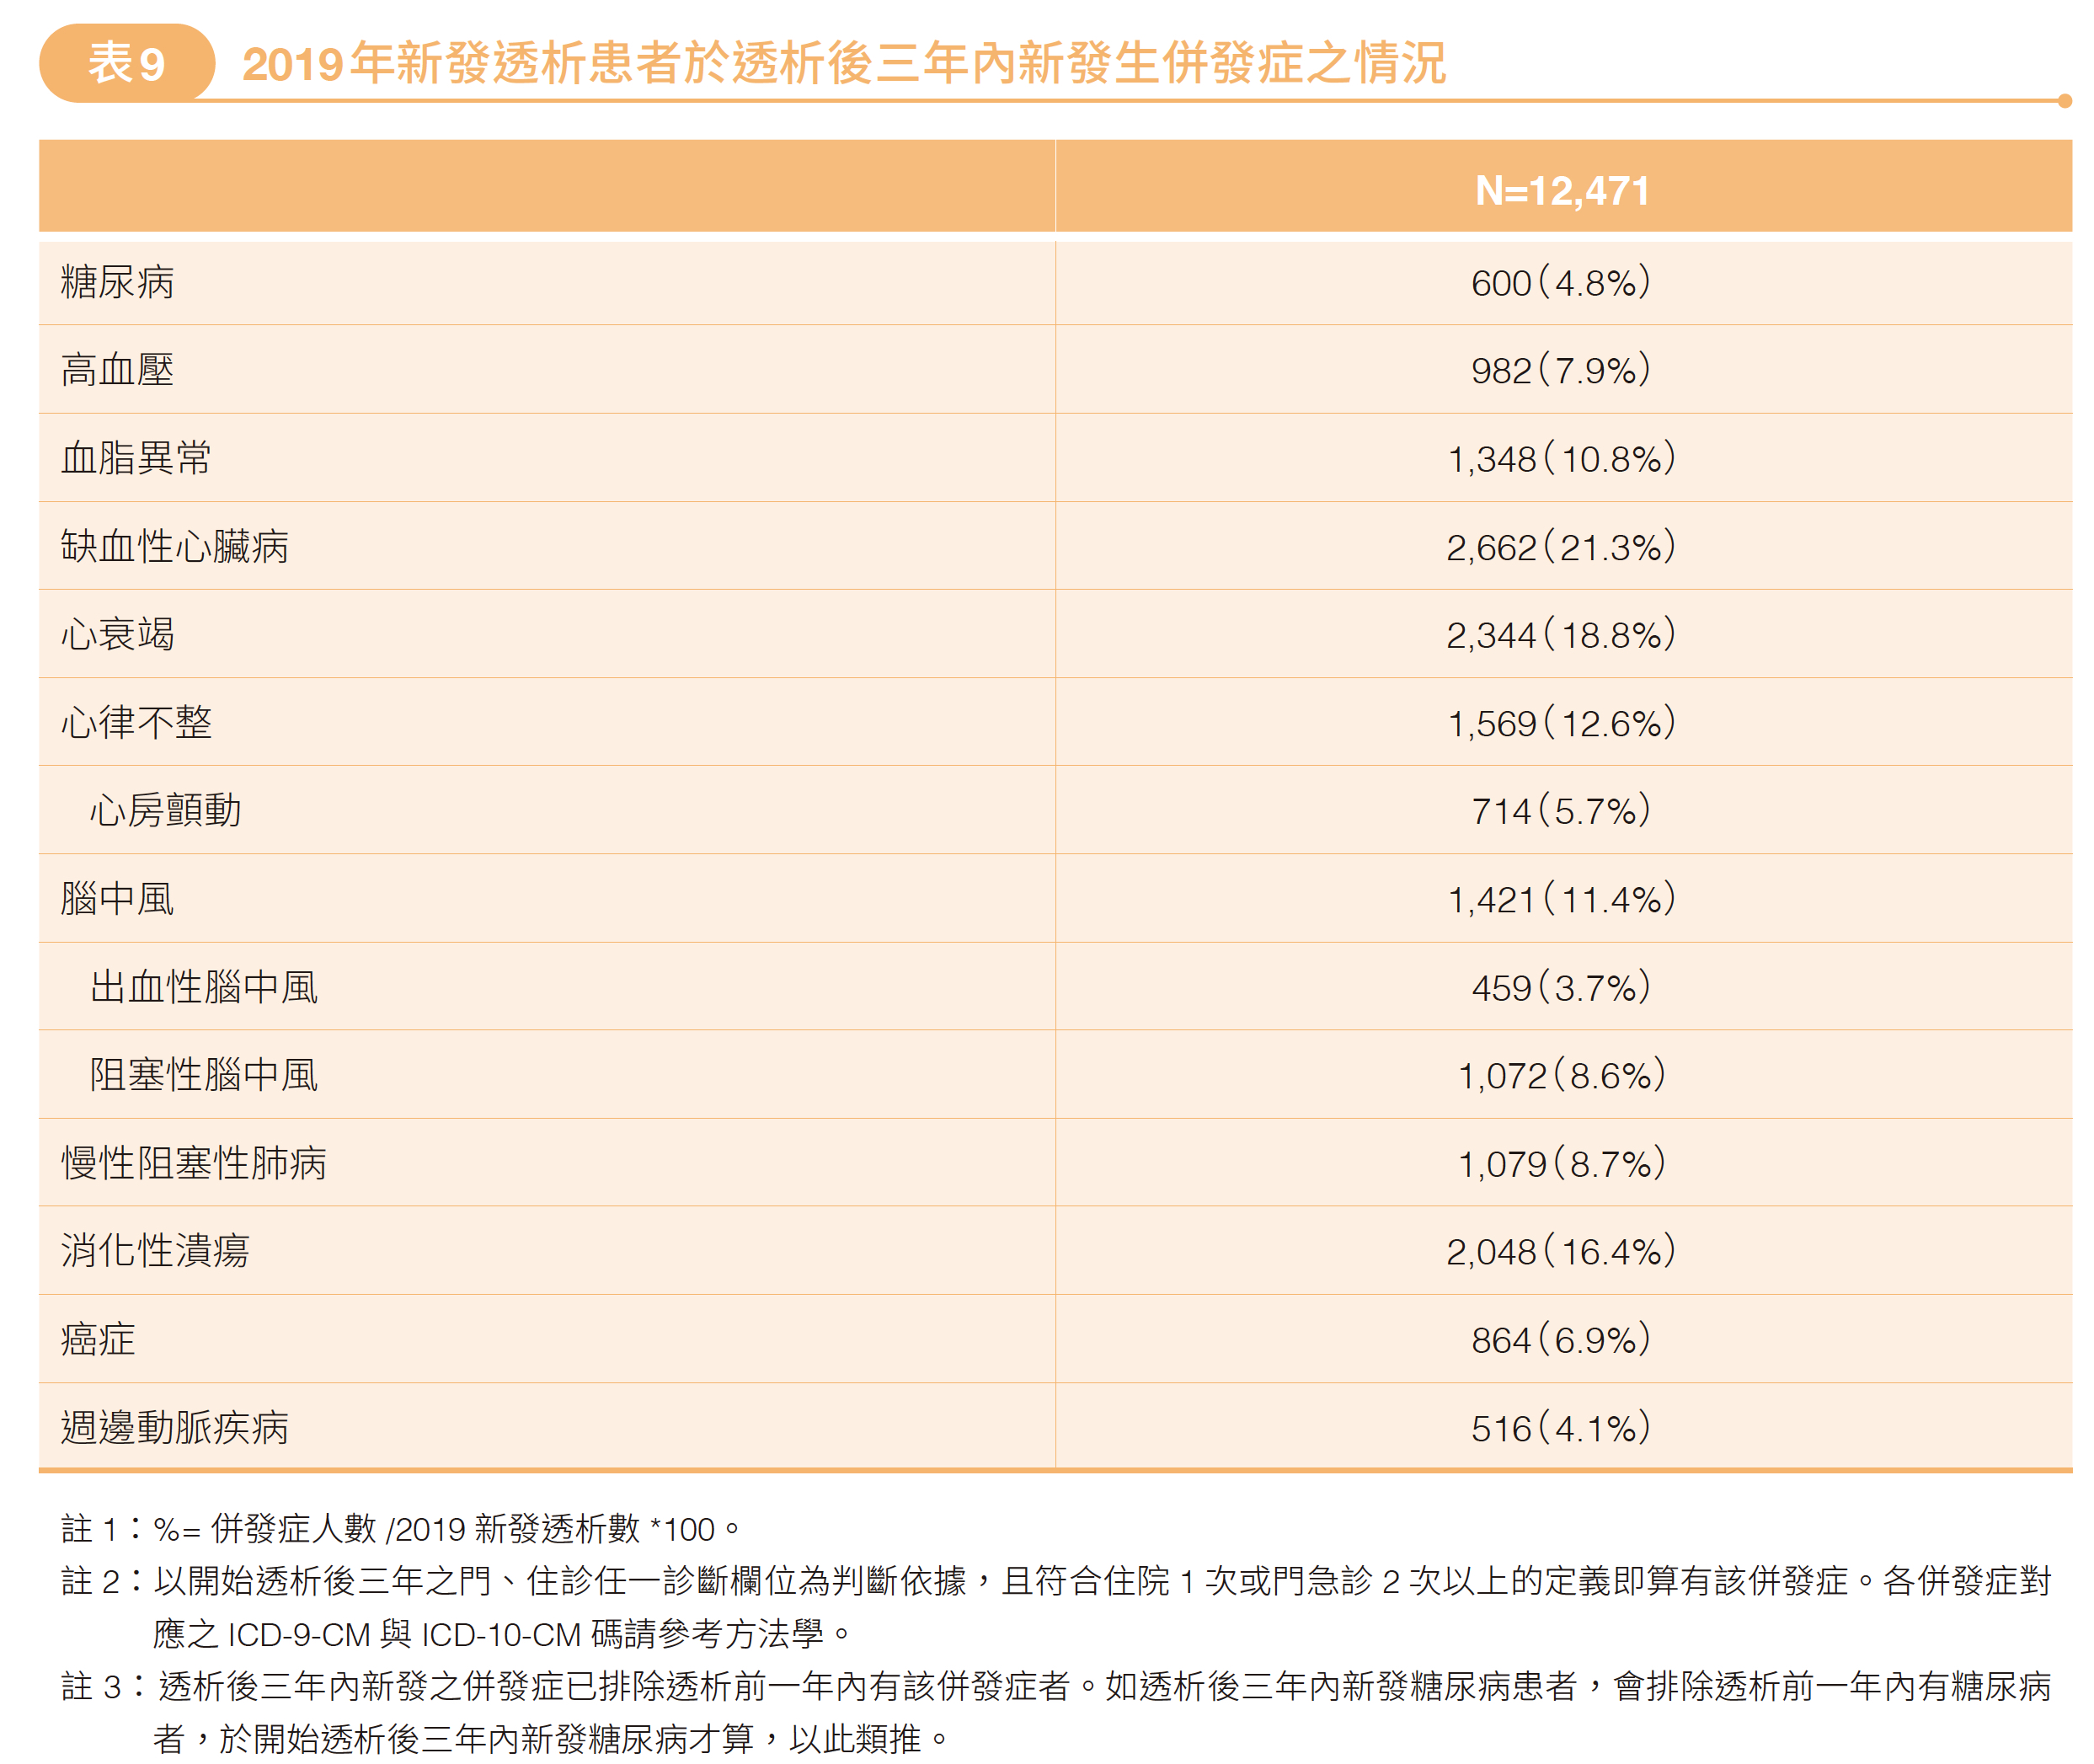 表9 2019年新發透析患者於透析後三年內新發生併發症之情況
N=12,471
糖尿病 600(4.8%)
高血壓 982(7.9%)
血脂異常 1,348(10.8%)
缺血性心臟病 2,662(21.3%)
心衰竭 2,344(18.8%)
心律不整 1,569(12.6%)
心房顫動 714(5.7%)
腦中風 1,421(11.4%)
出血性腦中風 459(3.7%)
阻塞性腦中風 1,072(8.6%)
慢性阻塞性肺病 1,079(8.7%)
消化性潰瘍 2,048(16.4%)
癌症 864(6.9%)
週邊動脈疾病 516(4.1%)
註 1：%= 併發症人數 /2019 新發透析數 *100。
註 2：以開始透析後三年之門、住診任一診斷欄位為判斷依據，且符合住院 1 次或門急診 2 次以上的定義即算有該併發症。各併發症對
應之 ICD-9-CM 與 ICD-10-CM 碼請參考方法學。
註 3：透析後三年內新發之併發症已排除透析前一年內有該併發症者。如透析後三年內新發糖尿病患者，會排除透析前一年內有糖尿病
者，於開始透析後三年內新發糖尿病才算，以此類推。